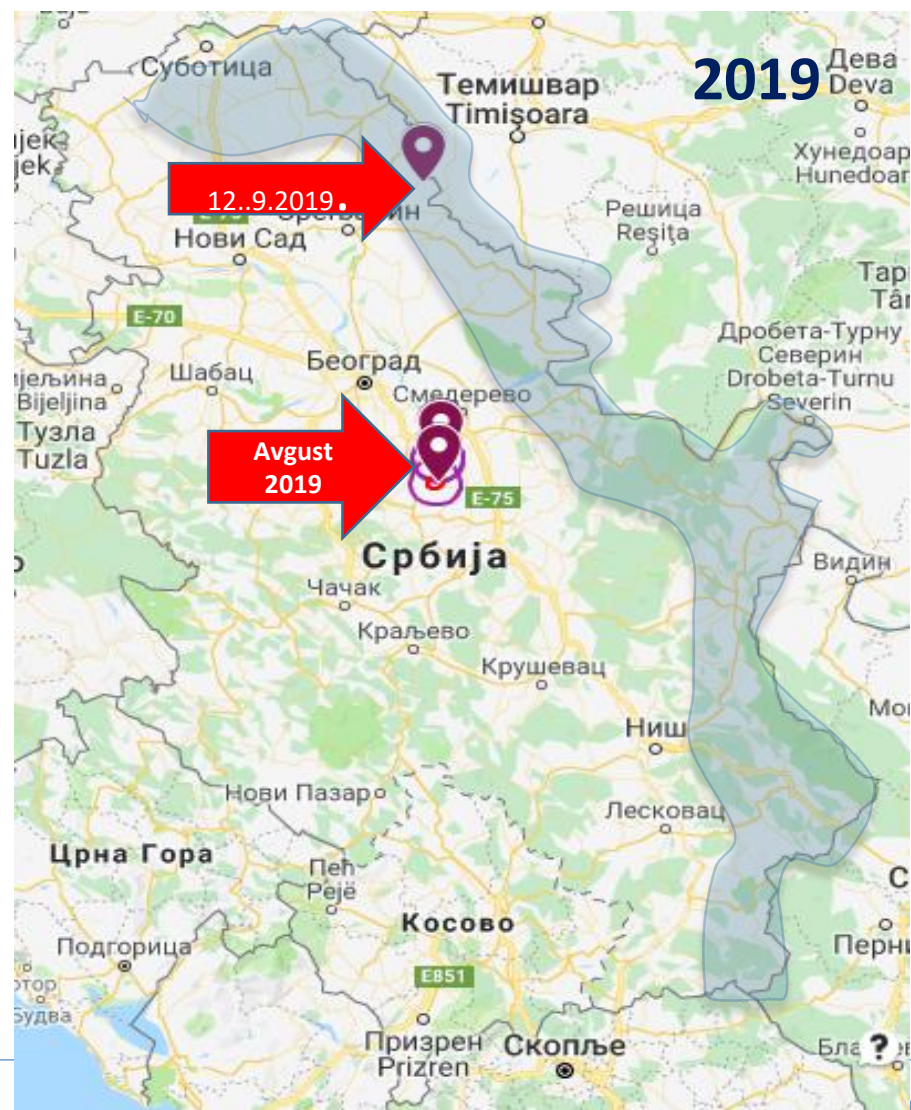 2019
Суботица
Темишвар
Timișoara
Дева
Deva
Хунедоар
Hunedoar
12..9.2019.
Нови Сад
Решица
Reșița
Тар
Târ
E-70
Дробета-Турну
Северин
Drobeta-Turnu
Severin
Београд
Шабац
Смедерево
Bijeljina
Тузла
Tuzla
Avgust
2019
E-75
Србија
Видин
Чачак
Краљево
Крушевац
Ниш
Нови Пазар
Лесковац
Црна Гора
Пећ
Pejë
Косово
Подгорица
E851
Перни
Будва
Призрен
Prizren
Скопље
Бла
?